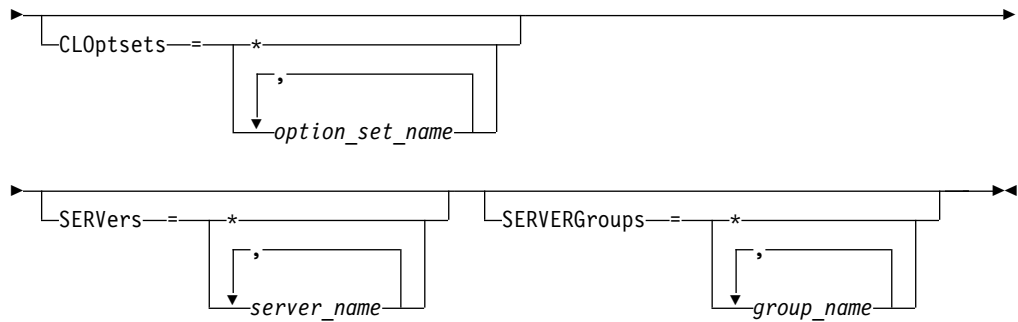 CLOptsets = *
,
option_set_name
SERVers = * SERVERGroups = *
, ,
server_name group_name